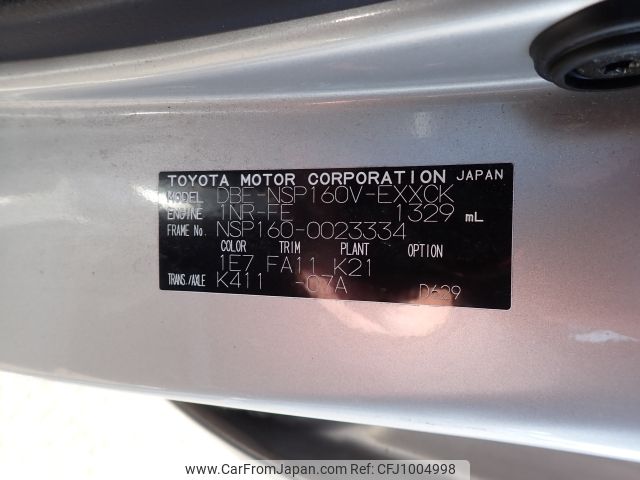 TOYOTA MOTOR CORPORATION JAPAN
MODEL DBE-NSP160V-EXXCK
ENGINE 1NR-FE 1329 mL
FRAME No. NSP160-0023334
COLOR TRIM PLANT OPTION
1E7 FA11 K21
TRANS./AXLE K411 -07A D629
www.CarFromJapan.com REF ID:CFJ1004998